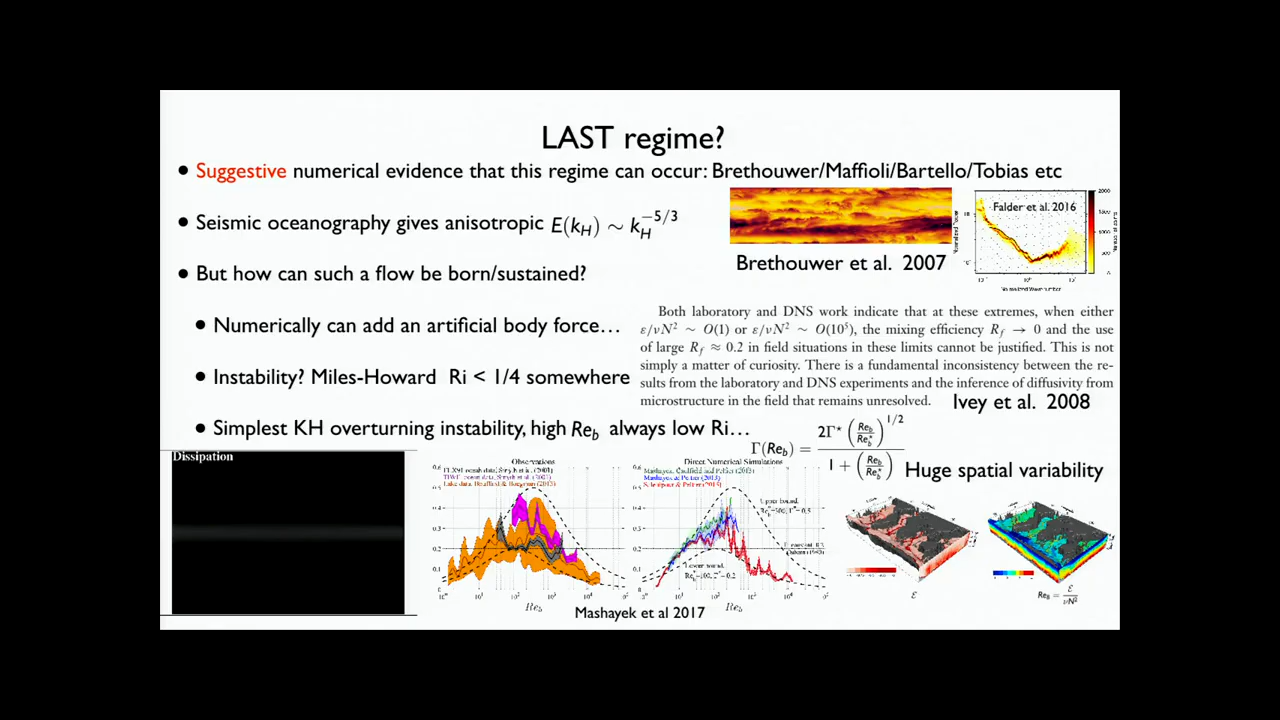 LAST regime?
• Suggestive numerical evidence that this regime can occur: Brethouwer/Maffioli/Bartello/Tobias etc
• Seismic oceanography gives anisotropic E(k_H) ∼ k_H^{-5/3}
Falder et al. 2016
Brethouwer et al. 2007
• But how can such a flow be born/sustained?
• Numerically can add an artificial body force...
• Instability? Miles-Howard Ri < 1/4 somewhere
• Simplest KH overturning instability, high Re_b always low Ri...
Both laboratory and DNS work indicate that at these extremes, when either
ε/νN² ∼ O(1) or ε/νN² ∼ O(10⁵), the mixing efficiency R_f → 0 and the use
of large R_f ≈ 0.2 in field situations in these limits cannot be justified. This is not
simply a matter of curiosity. There is a fundamental inconsistency between the re-
sults from the laboratory and DNS experiments and the inference of diffusivity from
microstructure in the field that remains unresolved.
Ivey et al. 2008
Γ(Re_b) = 2Γ* (Re_b/Re_b*)^{1/2} / 1 + (Re_b/Re_b*)
Huge spatial variability
Dissipation
Observations
Direct Numerical Simulations
Re_b
Re_b
Mashayek et al 2017
ε
Re_B = ε/νN²